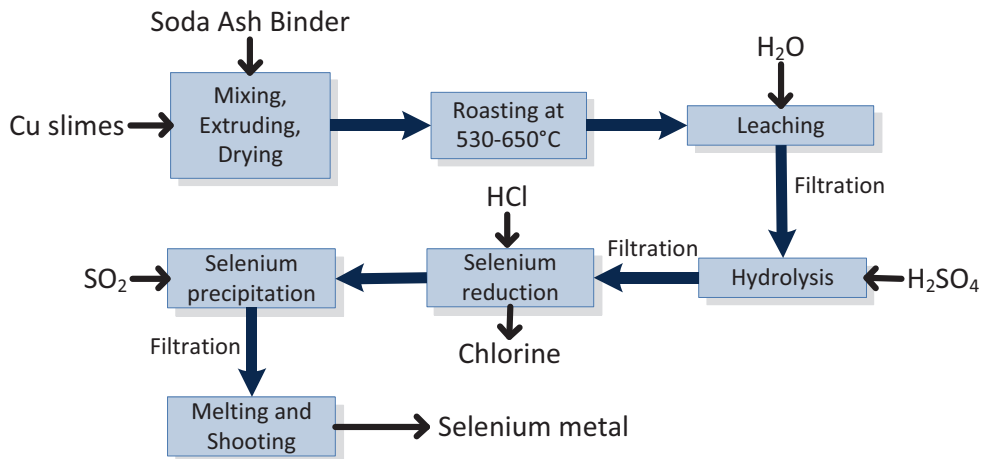 Soda Ash Binder
H₂O
Cu slimes
Mixing,
Extruding,
Drying
Roasting at
530-650°C
Leaching
Filtration
HCl
Filtration
SO₂
Selenium
precipitation
Selenium
reduction
Hydrolysis
H₂SO₄
Chlorine
Filtration
Melting and
Shooting
Selenium metal